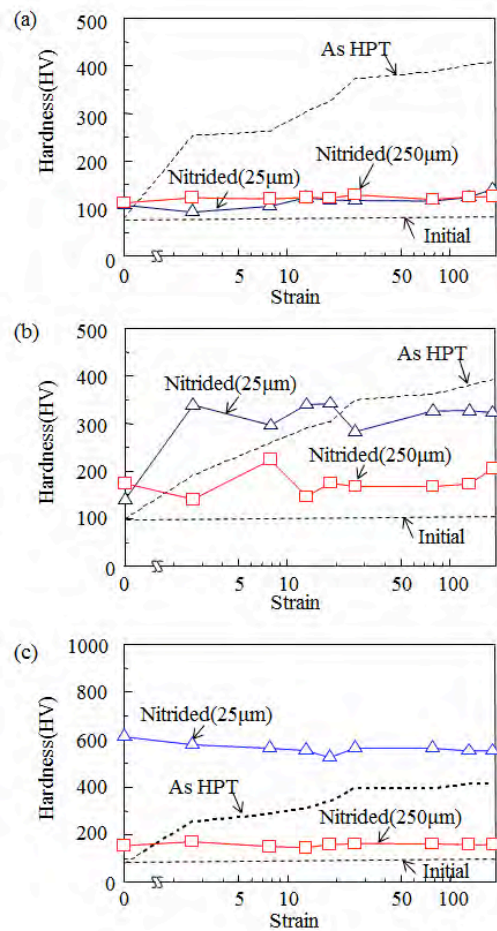 (a)
500
400
300
200
100
0
Hardness(HV)
As HPT
Nitrided(250μm)
Nitrided(25μm)
Initial
0 5 10 50 100
Strain
(b)
500
400
300
200
100
0
Hardness(HV)
As HPT
Nitrided(25μm)
Nitrided(250μm)
Initial
0 5 10 50 100
Strain
(c)
1000
800
600
400
200
0
Hardness(HV)
Nitrided(25μm)
As HPT
Nitrided(250μm)
Initial
0 5 10 50 100
Strain